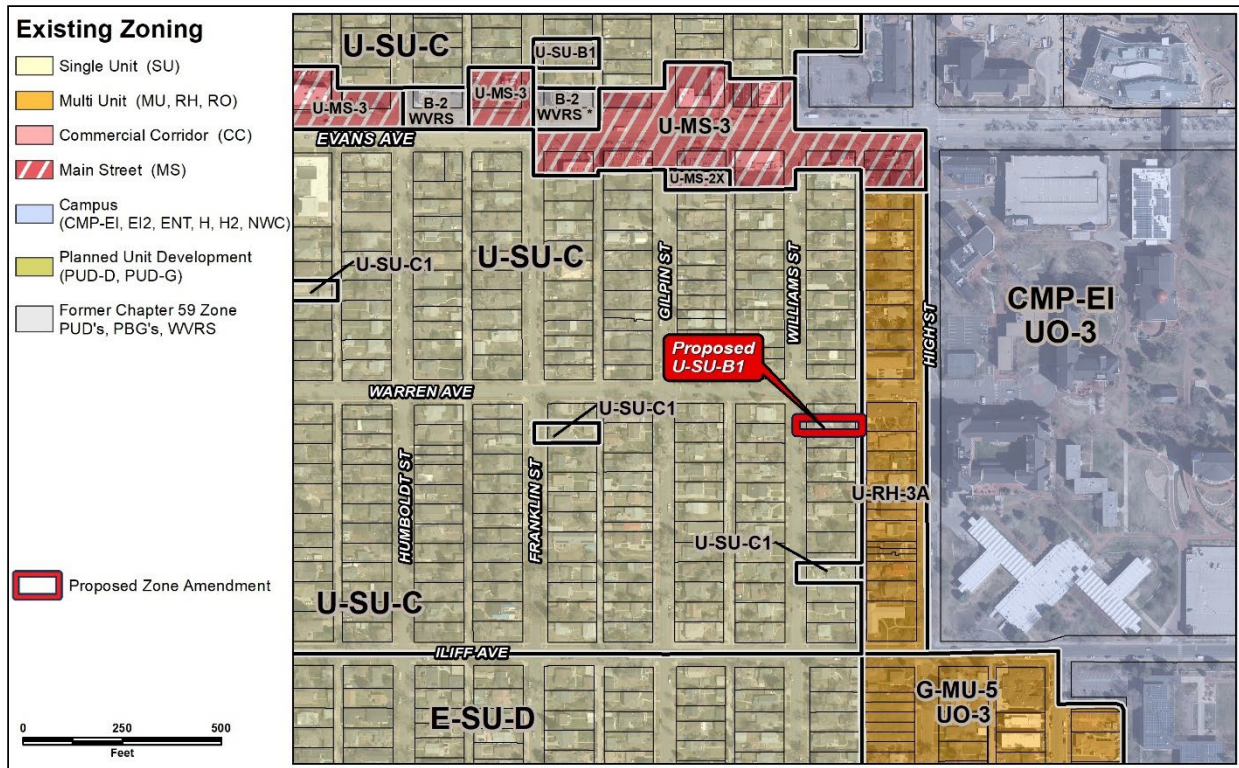 Existing Zoning
Single Unit (SU)
Multi Unit (MU, RH, RO)
Commercial Corridor (CC)
Main Street (MS)
Campus
(CMP-EI, EI2, ENT, H, H2, NWC)
Planned Unit Development
(PUD-D, PUD-G)
Former Chapter 59 Zone
PUD's, PBG's, WVRS
Proposed Zone Amendment
0 250 500
Feet
U-SU-C
U-SU-B1
U-MS-3
B-2
WVRS
U-MS-3
B-2
WVRS *
U-MS-3
EVANS AVE
U-MS-2X
U-SU-C1
U-SU-C
GILPIN ST
WILLIAMS ST
HIGH ST
CMP-EI
UO-3
Proposed
U-SU-B1
WARREN AVE
U-SU-C1
HUMBOLDT ST
FRANKLIN ST
U-RH-3A
U-SU-C1
U-SU-C
ILIFF AVE
E-SU-D
G-MU-5
UO-3